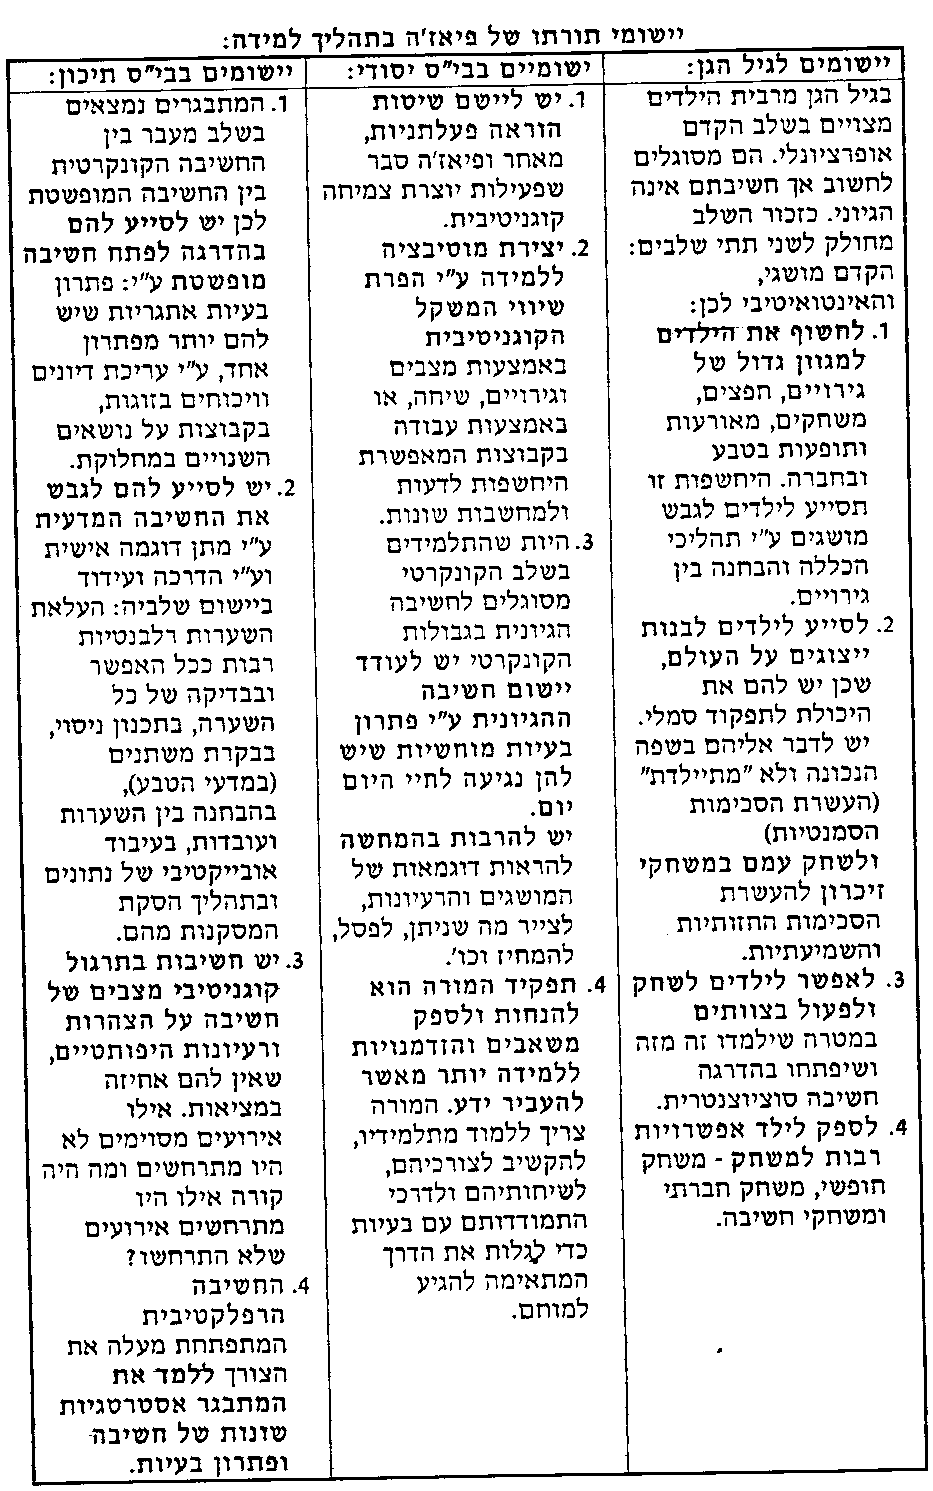 יישומי תורתו של פיאז'ה בתהליך למידה:
יישומים לגיל הגן:
בגיל הגן מרבית הילדים
מצויים בשלב הקדם
אופרציונלי. הם מסוגלים
לחשוב אך חשיבתם אינה
הגיוני. כזכור השלב
מחולק לשני תתי שלבים:
הקדם מושגי,
והאינטואיטיבי לכן:
1. לחשוף את הילדים
למגוון גדול של
גירויים, חפצים,
משחקים, מאורעות
ותופעות בטבע
ובחברה. היחשפות זו
תסייע לילדים לגבש
מושגים ע"י תהליכי
הכללה והבחנה בין
גירויים.
2. לסייע לילדים לבנות
ייצוגים על העולם,
שכן יש להם את
היכולת לתפקוד סמלי.
יש לדבר אליהם בשפה
הנכונה ולא "מתיילדת"
(העשרת הסכימות
הסמנטיות)
ולשחק עמם במשחקי
זיכרון להעשרת
הסכימות החזותיות
והשמיעתיות.
3. לאפשר לילדים לשחק
ולפעול בצוותים
במטרה שילמדו זה מזה
ושיפתחו בהדרגה
חשיבה סוציוצנטרית.
4. לספק לילד אפשרויות
רבות למשחק - משחק
חופשי, משחק חברתי
ומשחקי חשיבה.
ישומיים בבי"ס יסודי:
1. יש ליישם שיטות
הוראה פעלתניות,
מאחר ופיאז'ה סבר
שפעילות יוצרת צמיחה
קוגניטיבית.
2. יצירת מוטיבציה
ללמידה ע"י הפרת
שיווי המשקל
הקוגניטיבית
באמצעות מצבים
וגירויים, שיחה, או
באמצעות עבודה
בקבוצות המאפשרת
היחשפות לדעות
ולמחשבות שונות.
3. היות שהתלמידים
בשלב הקונקרטי
מסוגלים לחשיבה
הגיונית בגבולות
הקונקרטי יש לעודד
יישום חשיבה
ההגיונית ע"י פתרון
בעיות מוחשיות שיש
להן נגיעה לחיי היום
יום.
יש להרבות בהמחשה
להראות דוגמאות של
המושגים והרעיונות,
לצייר מה שניתן, לפסל,
להמחיז וכו'.
4. תפקיד המורה הוא
להנחות ולספק
משאבים והזדמנויות
ללמידה יותר מאשר
להעביר ידע. המורה
צריך ללמוד מתלמידיו,
להקשיב לצורכיהם,
לשיחותיהם ולדרכי
התמודדותם עם בעיות
כדי לגלות את הדרך
המתאימה להגיע
למוחם.
יישומים בבי"ס תיכון:
1. המתבגרים נמצאים
בשלב מעבר בין
החשיבה הקונקרטית
בין החשיבה המופשטת
לכן יש לסייע להם
בהדרגה לפתח חשיבה
מופשטת ע"י: פתרון
בעיות אתגריות שיש
להם יותר מפתרון
אחד, ע"י עריכת דיונים
וויכוחים בזוגות,
בקבוצות על נושאים
השנויים במחלוקת.
2. יש לסייע להם לגבש
את החשיבה המדעית
ע"י מתן דוגמה אישית
וע"י הדרכה ועידוד
ביישום שלביה: העלאת
השערות רלבנטיות
רבות ככל האפשר
ובבדיקה של כל
השערה, בתכנון ניסוי,
בבקרת משתנים
(במדעי הטבע),
בהבחנה בין השערות
ועובדות, בעיבוד
אובייקטיבי של נתונים
ובתהליך הסקת
המסקנות מהם.
3. יש חשיבות בתרגול
קוגניטיבי מצבים של
חשיבה על הצהרות
ורעיונות היפותטיים,
שאין להם אחיזה
במציאות. אילו
אירועים מסוימים לא
היו מתרחשים ומה היה
קורה אילו היו
מתרחשים אירועים
שלא התרחשו?
4. החשיבה
הרפלקטיבית
המתפתחת מעלה את
הצורך ללמד את
המתבגר אסטרטגיות
שונות של חשיבה
ופתרון בעיות.